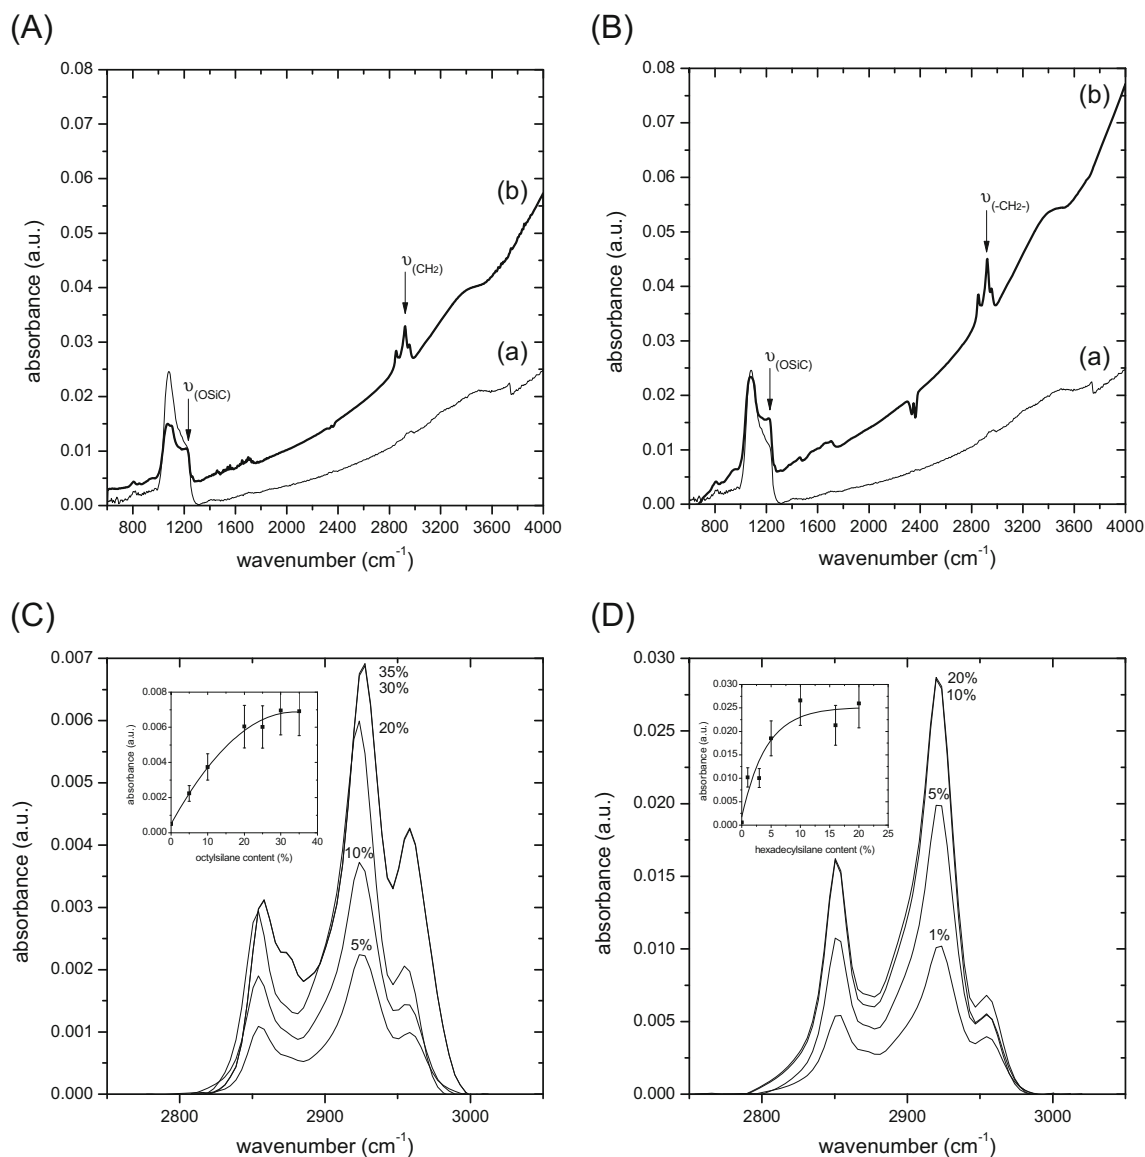 (A)
0.08
0.07
0.06
0.05
0.04
0.03
0.02
0.01
0.00
absorbance (a.u.)
(b)
υ(CH2)
(a)
υ(OSiC)
1200 1600 2000 2400 2800 3200 3600 4000
wavenumber (cm-1)
(B)
0.08
0.07
0.06
0.05
0.04
0.03
0.02
0.01
0.00
absorbance (a.u.)
(b)
υ(-CH2-)
(a)
υ(OSiC)
800 1200 1600 2000 2400 2800 3200 3600 4000
wavenumber (cm-1)
(C)
0.007
0.006
0.005
0.004
0.003
0.002
0.001
0.000
absorbance (a.u.)
35%
30%
20%
10%
5%
0.008
0.006
0.004
0.002
0.000
absorbance (a.u.)
0 10 20 30 40
octylsilane content (%)
2800 2900 3000
wavenumber (cm-1)
(D)
0.030
0.025
0.020
0.015
0.010
0.005
0.000
absorbance (a.u.)
20%
10%
5%
1%
0.030
0.025
0.020
0.015
0.010
0.005
0.000
absorbance (a.u.)
0 5 10 15 20 25
hexadecylsilane content (%)
2800 2900 3000
wavenumber (cm-1)